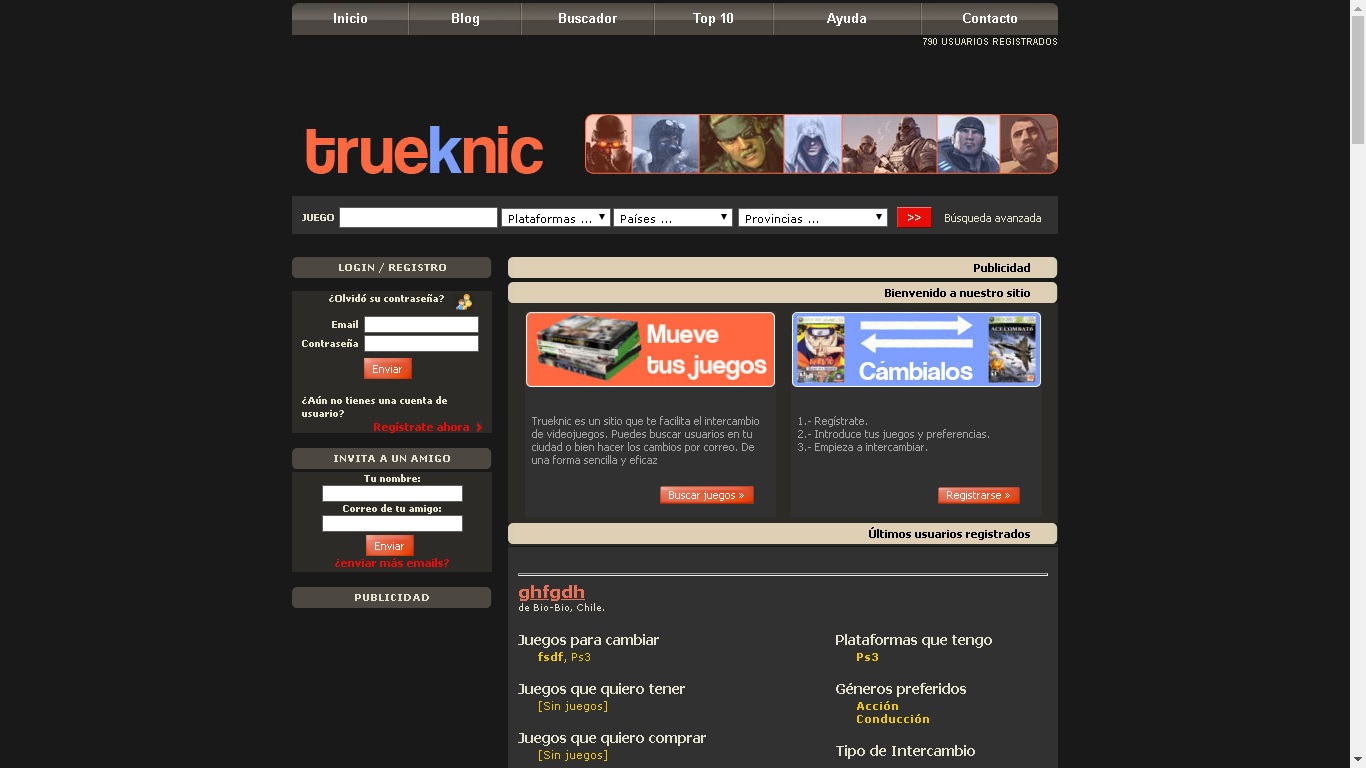 Inicio Blog Buscador Top 10 Ayuda Contacto
790 USUARIOS REGISTRADOS
trueknic
JUEGO Plataformas ... Países ... Provincias ... >> Búsqueda avanzada
LOGIN / REGISTRO
¿Olvidó su contraseña?
Email
Contraseña
Enviar
¿Aún no tienes una cuenta de
usuario?
Regístrate ahora
INVITA A UN AMIGO
Tu nombre:
Correo de tu amigo:
Enviar
¿enviar más emails?
PUBLICIDAD
Publicidad
Bienvenido a nuestro sitio
Mueve
tus juegos
Trueknic es un sitio que te facilita el intercambio
de videojuegos. Puedes buscar usuarios en tu
ciudad o bien hacer los cambios por correo. De
una forma sencilla y eficaz
Buscar juegos »
ACE COMBAT 6
Cámbialos
1.- Regístrate.
2.- Introduce tus juegos y preferencias.
3.- Empieza a intercambiar.
Registrarse »
Últimos usuarios registrados
ghfgdh
de Bio-Bio, Chile.
Juegos para cambiar
fsdf, Ps3
Juegos que quiero tener
[Sin juegos]
Juegos que quiero comprar
[Sin juegos]
Plataformas que tengo
Ps3
Géneros preferidos
Acción
Conducción
Tipo de Intercambio